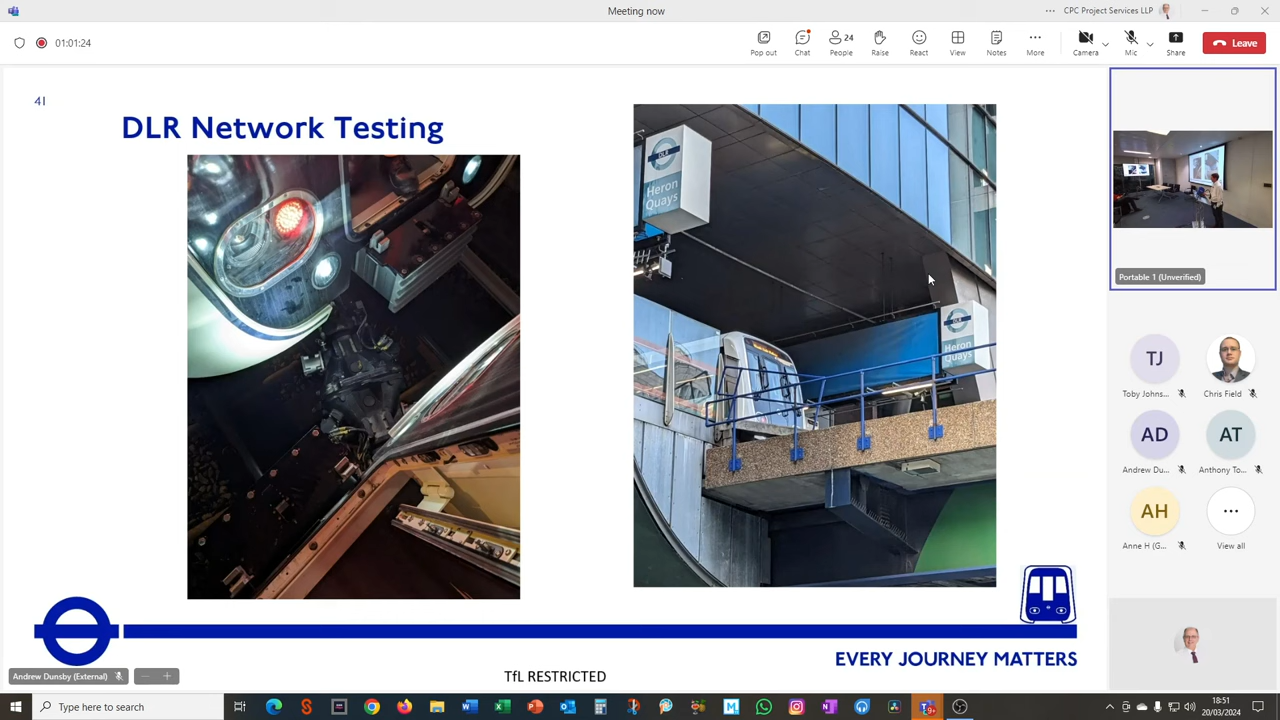 Meeting now
CPC Project Services LLP
01:01:24
Pop out
Chat
24
People
Raise
React
View
Notes
More
Camera
Mic
Share
Leave
41
DLR Network Testing
DLR
Heron
Quays
DLR
Heron
Quays
Portable 1 (Unverified)
TJ
Toby Johns...
Chris Field
AD
Andrew Du...
AT
Anthony To...
AH
Anne H (G...
View all
EVERY JOURNEY MATTERS
Andrew Dunsby (External)
TfL RESTRICTED
Type here to search
18:51
20/03/2024